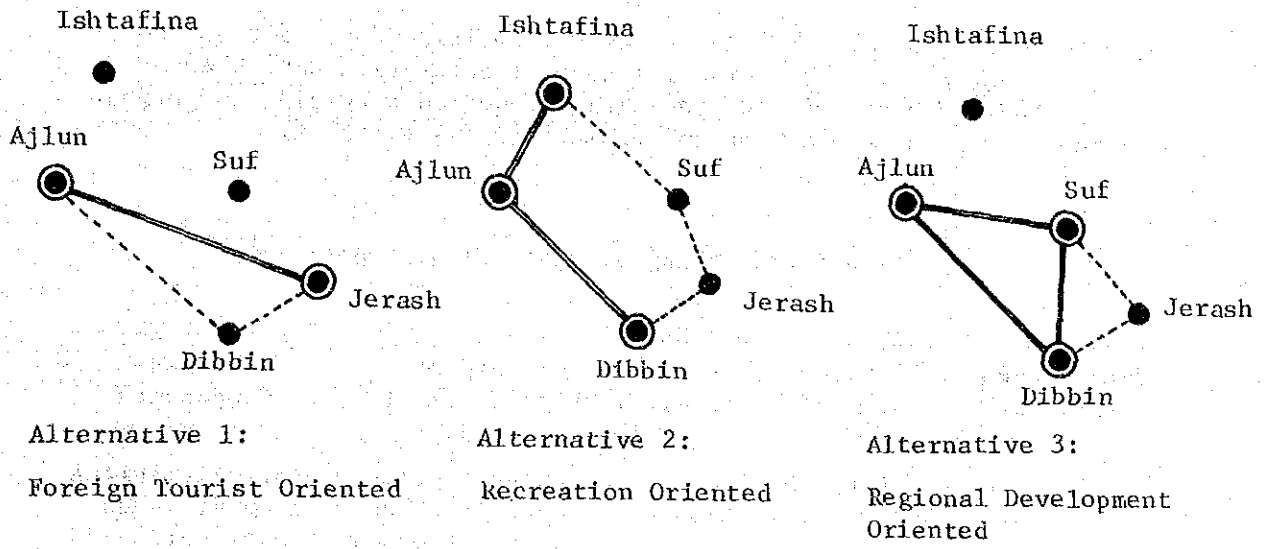 Ishtafina
Ajlun
Suf
Jerash
Dibbin
Alternative 1:
Foreign Tourist Oriented
Ishtafina
Ajlun
Suf
Jerash
Dibbin
Alternative 2:
Recreation Oriented
Ishtafina
Ajlun
Suf
Jerash
Dibbin
Alternative 3:
Regional Development
Oriented